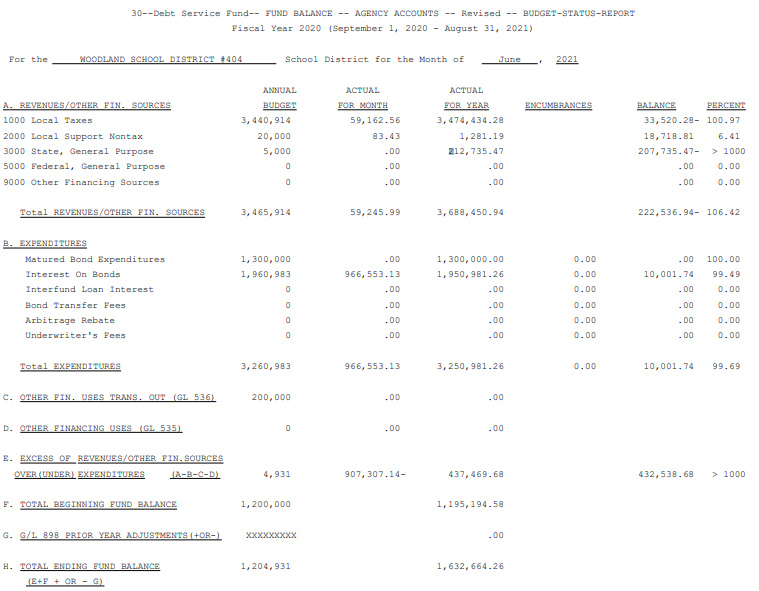 30--Debt Service Fund-- FUND BALANCE -- AGENCY ACCOUNTS -- Revised -- BUDGET-STATUS-REPORT
Fiscal Year 2020 (September 1, 2020 - August 31, 2021)
For the WOODLAND SCHOOL DISTRICT #404 School District for the Month of June , 2021
ANNUAL ACTUAL ACTUAL
A. REVENUES/OTHER FIN. SOURCES BUDGET FOR MONTH FOR YEAR ENCUMBRANCES BALANCE PERCENT
1000 Local Taxes 3,440,914 59,162.56 3,474,434.28 33,520.28- 100.97
2000 Local Support Nontax 20,000 83.43 1,281.19 18,718.81 6.41
3000 State, General Purpose 5,000 .00 212,735.47 207,735.47- > 1000
5000 Federal, General Purpose 0 .00 .00 .00 0.00
9000 Other Financing Sources 0 .00 .00 .00 0.00
Total REVENUES/OTHER FIN. SOURCES 3,465,914 59,245.99 3,688,450.94 222,536.94- 106.42
B. EXPENDITURES
Matured Bond Expenditures 1,300,000 .00 1,300,000.00 0.00 .00 100.00
Interest On Bonds 1,960,983 966,553.13 1,950,981.26 0.00 10,001.74 99.49
Interfund Loan Interest 0 .00 .00 0.00 .00 0.00
Bond Transfer Fees 0 .00 .00 0.00 .00 0.00
Arbitrage Rebate 0 .00 .00 0.00 .00 0.00
Underwriter's Fees 0 .00 .00 0.00 .00 0.00
Total EXPENDITURES 3,260,983 966,553.13 3,250,981.26 0.00 10,001.74 99.69
C. OTHER FIN. USES TRANS. OUT (GL 536) 200,000 .00 .00
D. OTHER FINANCING USES (GL 535) 0 .00 .00
E. EXCESS OF REVENUES/OTHER FIN.SOURCES
OVER(UNDER) EXPENDITURES (A-B-C-D) 4,931 907,307.14- 437,469.68 432,538.68 > 1000
F. TOTAL BEGINNING FUND BALANCE 1,200,000 1,195,194.58
G. G/L 898 PRIOR YEAR ADJUSTMENTS(+OR-) XXXXXXXXX .00
H. TOTAL ENDING FUND BALANCE 1,204,931 1,632,664.26
(E+F + OR - G)